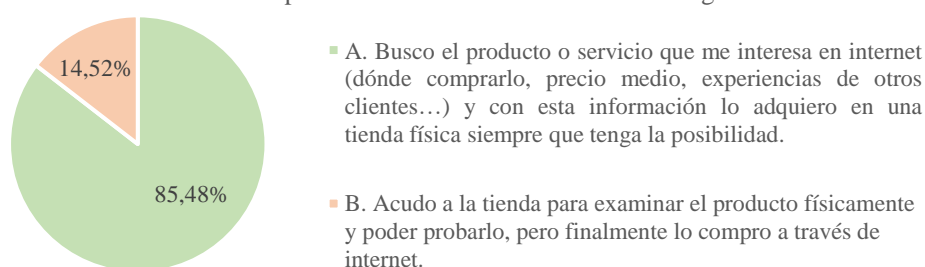 14,52%
85,48%
A. Busco el producto o servicio que me interesa en internet
(dónde comprarlo, precio medio, experiencias de otros
clientes…) y con esta información lo adquiero en una
tienda física siempre que tenga la posibilidad.
B. Acudo a la tienda para examinar el producto físicamente
y poder probarlo, pero finalmente lo compro a través de
internet.